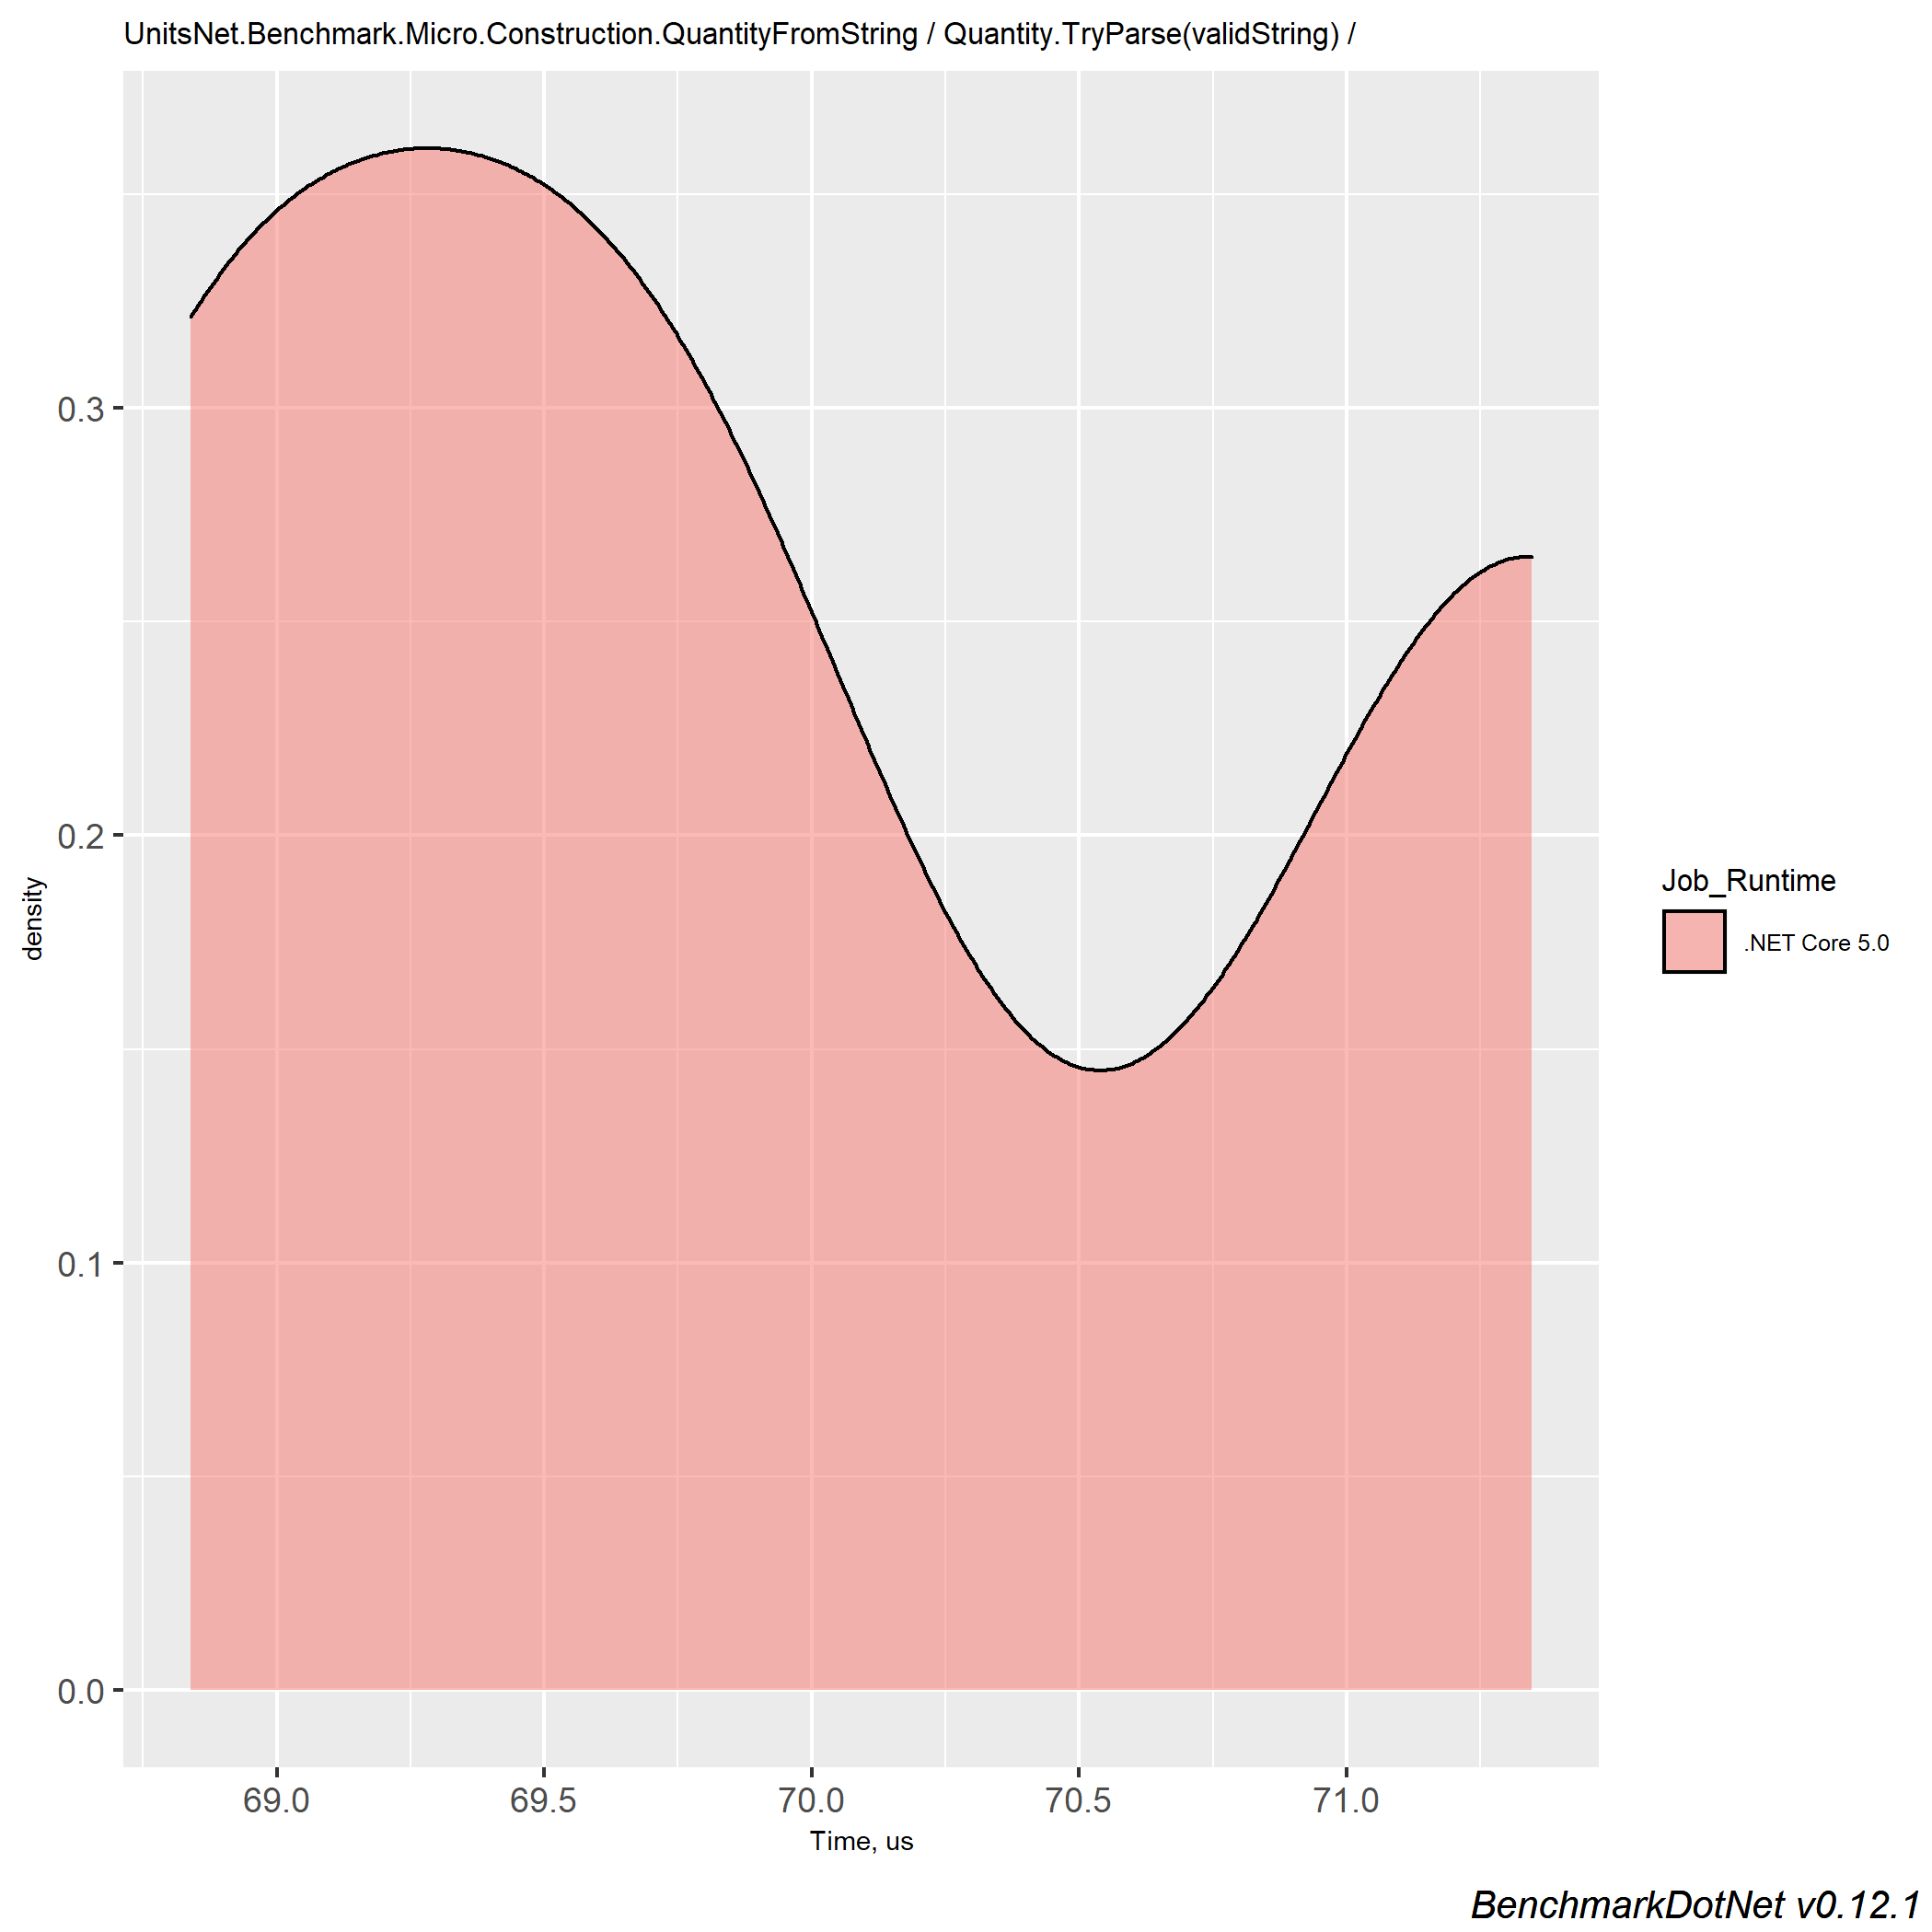 UnitsNet.Benchmark.Micro.Construction.QuantityFromString / Quantity.TryParse(validString) /
density
0.3
0.2
0.1
0.0
69.0 69.5 70.0 70.5 71.0
Time, us
Job_Runtime
.NET Core 5.0
BenchmarkDotNet v0.12.1